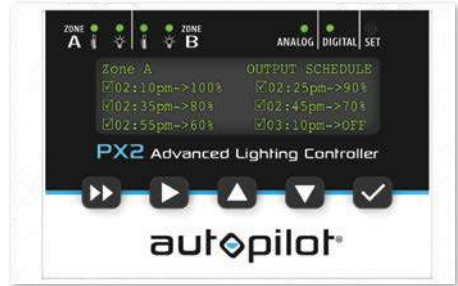 ZONE A ZONE B ANALOG DIGITAL SET
Zone A OUTPUT SCHEDULE
☑02:10pm->100% ☑02:25pm->90%
☑02:35pm->80% ☑02:45pm->70%
☑02:55pm->60% ☑03:10pm->OFF
PX2 Advanced Lighting Controller
autopilot®